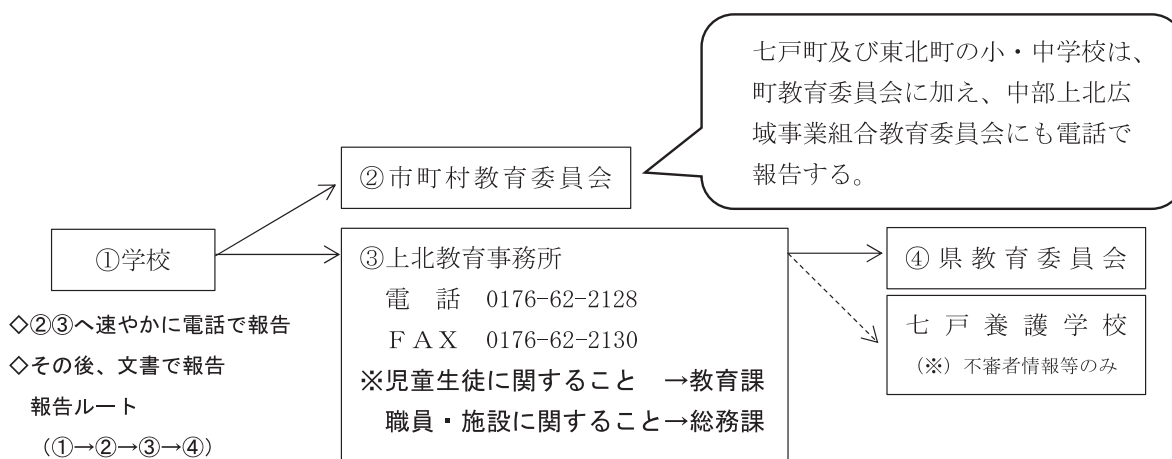 七戸町及び東北町の小・中学校は、
町教育委員会に加え、中部上北広
域事業組合教育委員会にも電話で
報告する。
②市町村教育委員会
①学校
◇②③へ速やかに電話で報告
◇その後、文書で報告
報告ルート
（①→②→③→④）
③上北教育事務所
電　話　0176-62-2128
ＦＡＸ　0176-62-2130
※児童生徒に関すること　→教育課
職員・施設に関すること→総務課
④県教育委員会
七戸養護学校
（※）不審者情報等のみ